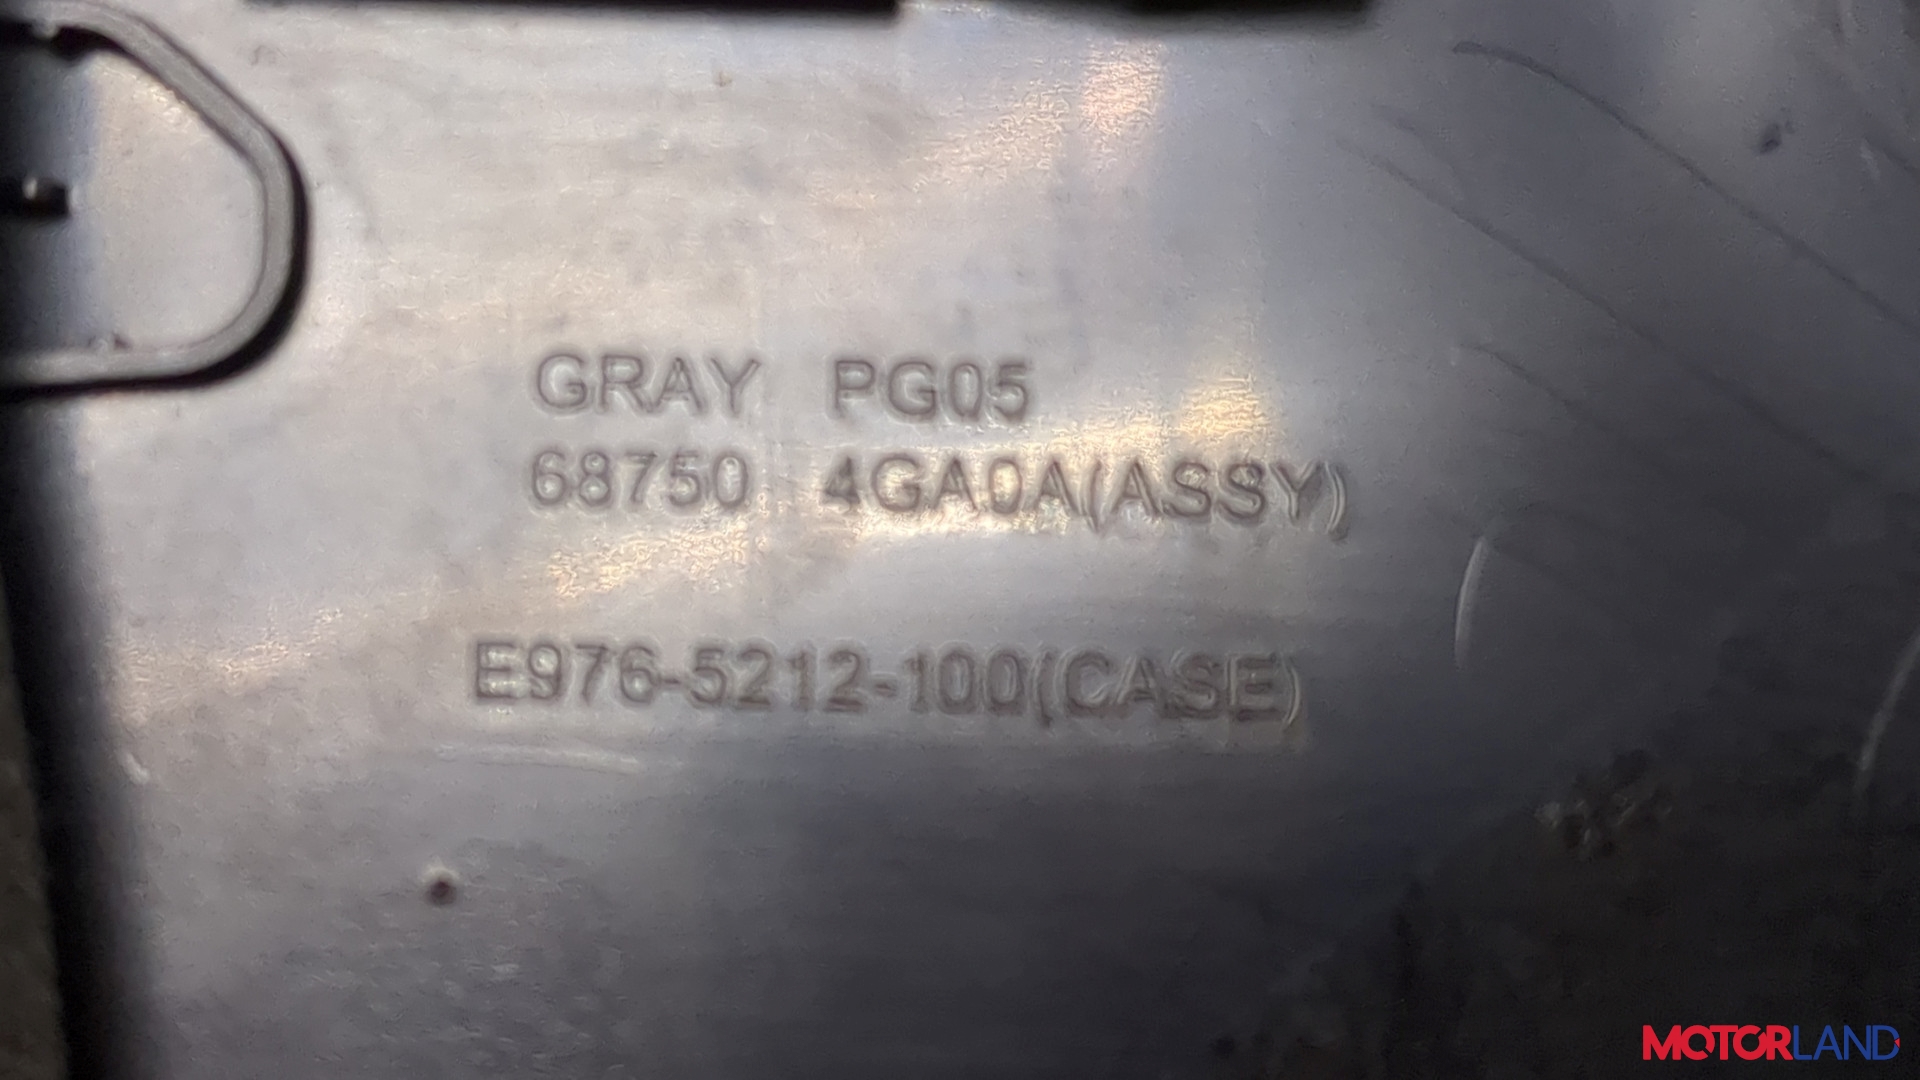 GRAY PG05
68750 4GA0A(ASSY)
E976-5212-100(CASE)
MOTORLAND